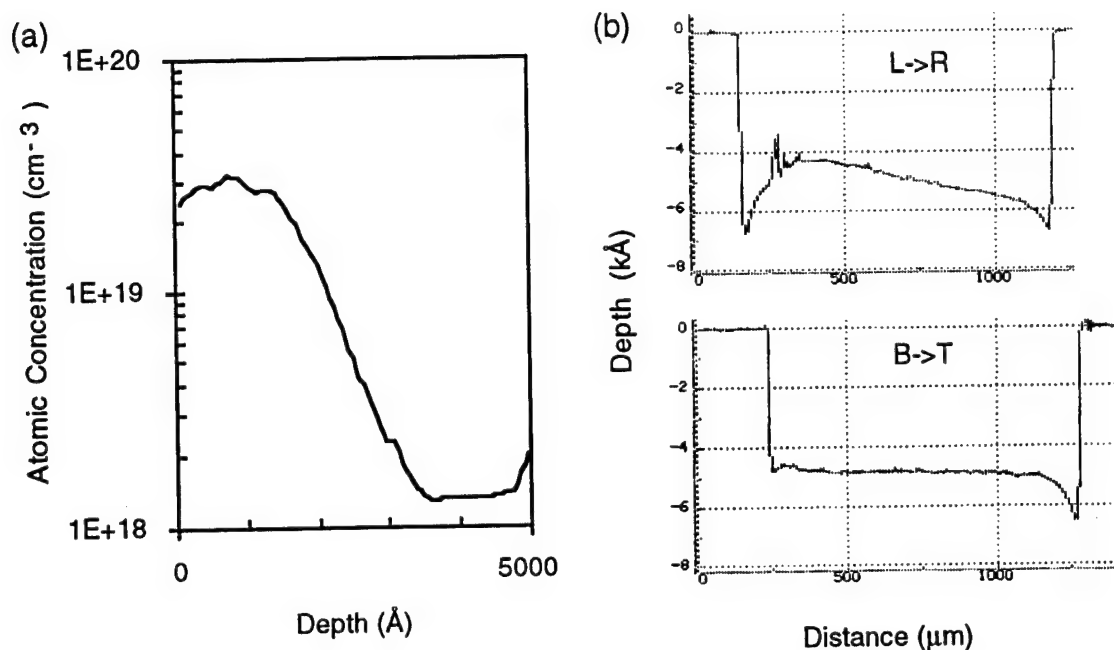 (a)
1E+20
1E+19
1E+18
Atomic Concentration (cm-3)
0
5000
Depth (Å)
(b)
L->R
0
-2
-4
-6
-8
0
500
1000
Depth (kÅ)
B->T
0
-2
-4
-6
-8
0
500
1000
Distance (μm)